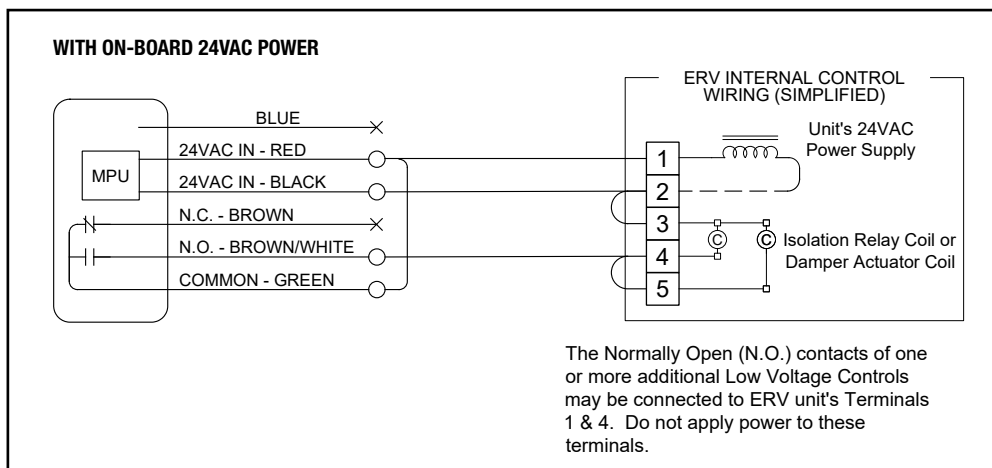 WITH ON-BOARD 24VAC POWER
ERV INTERNAL CONTROL
WIRING (SIMPLIFIED)
BLUE
24VAC IN - RED
MPU
24VAC IN - BLACK
N.C. - BROWN
N.O. - BROWN/WHITE
COMMON - GREEN
1
2
3
4
5
Unit's 24VAC
Power Supply
C
C
Isolation Relay Coil or
Damper Actuator Coil
The Normally Open (N.O.) contacts of one
or more additional Low Voltage Controls
may be connected to ERV unit's Terminals
1 & 4. Do not apply power to these
terminals.